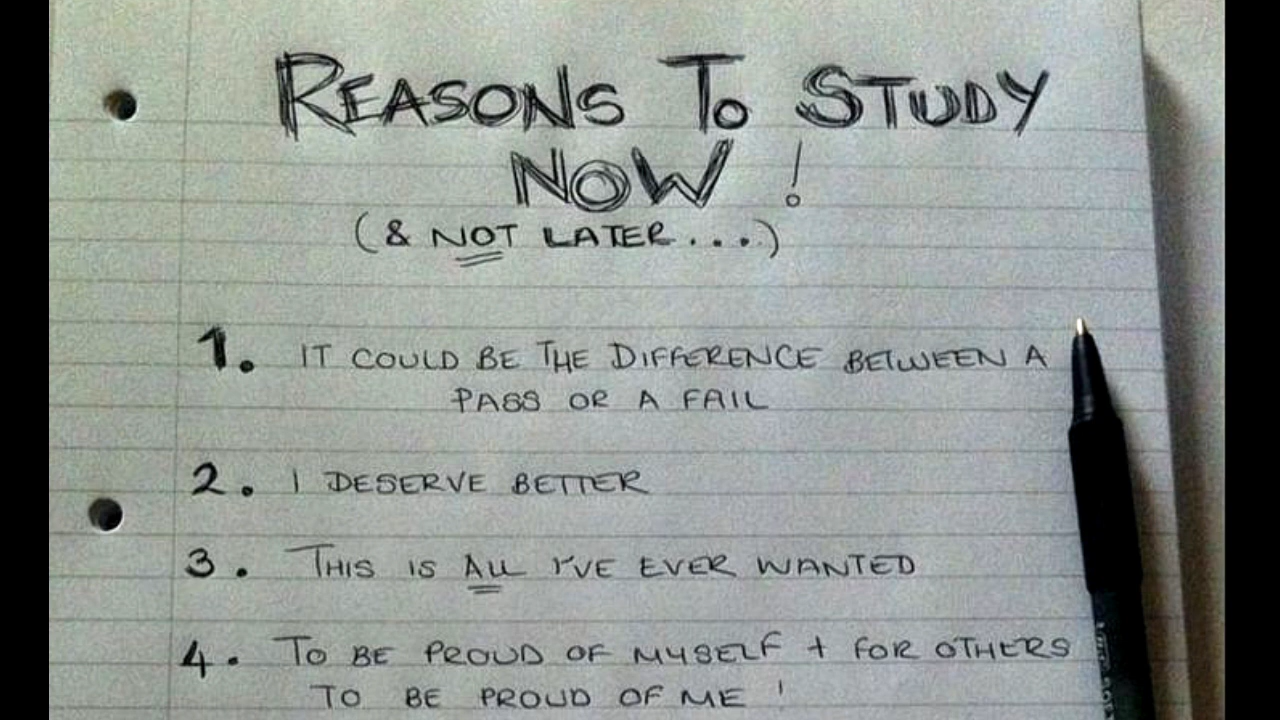 REASONS TO STUDY
NOW!
(& NOT LATER....)
1. IT COULD BE THE DIFFERENCE BETWEEN A
PASS OR A FAIL
2. I DESERVE BETTER
3. THIS IS ALL I'VE EVER WANTED
4. TO BE PROUD OF MYSELF + FOR OTHERS
TO BE PROUD OF ME!